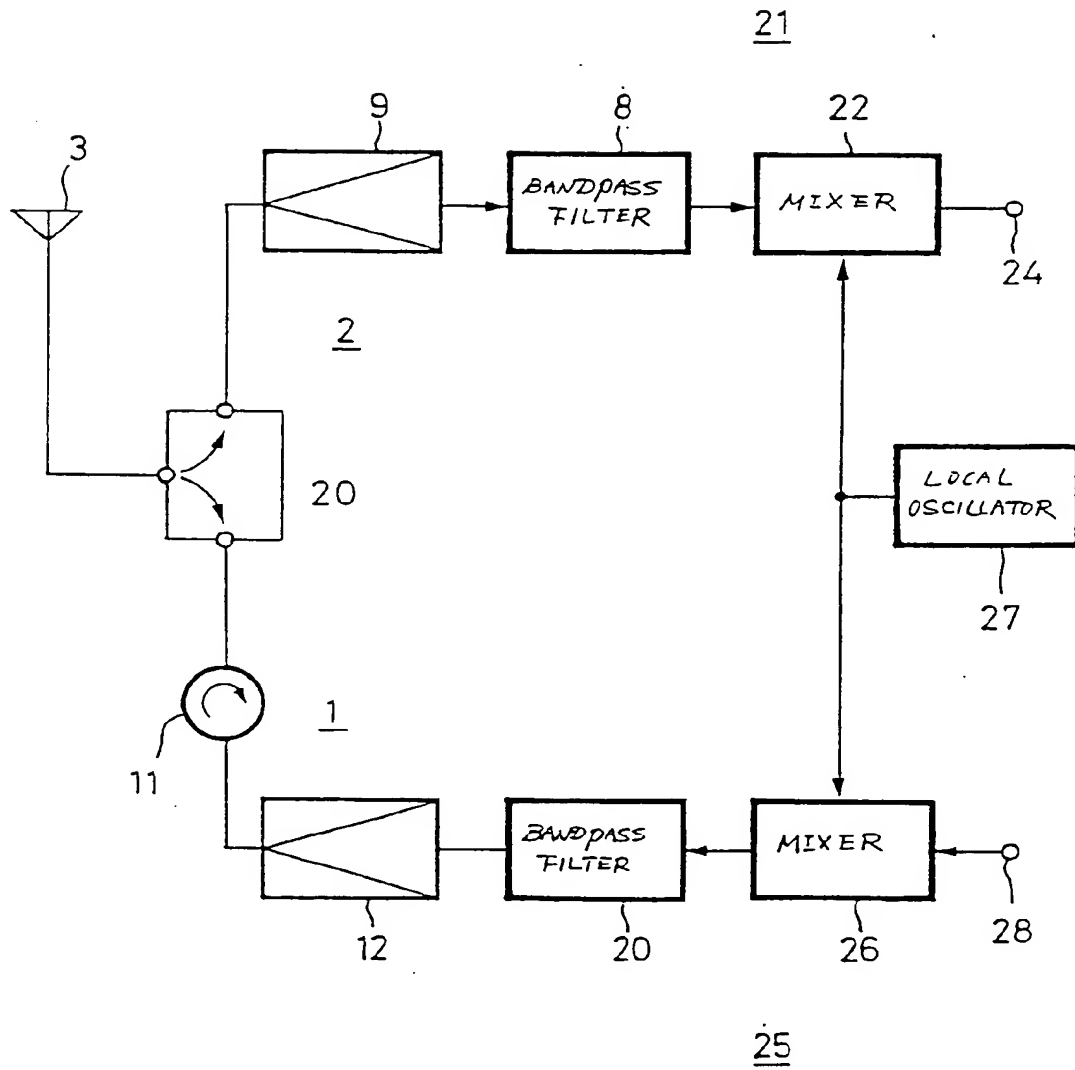 21
9
8
22
3
BANDPASS
FILTER
MIXER
24
2
20
LOCAL
OSCILLATOR
27
1
11
BANDPASS
FILTER
MIXER
12
20
26
28
25